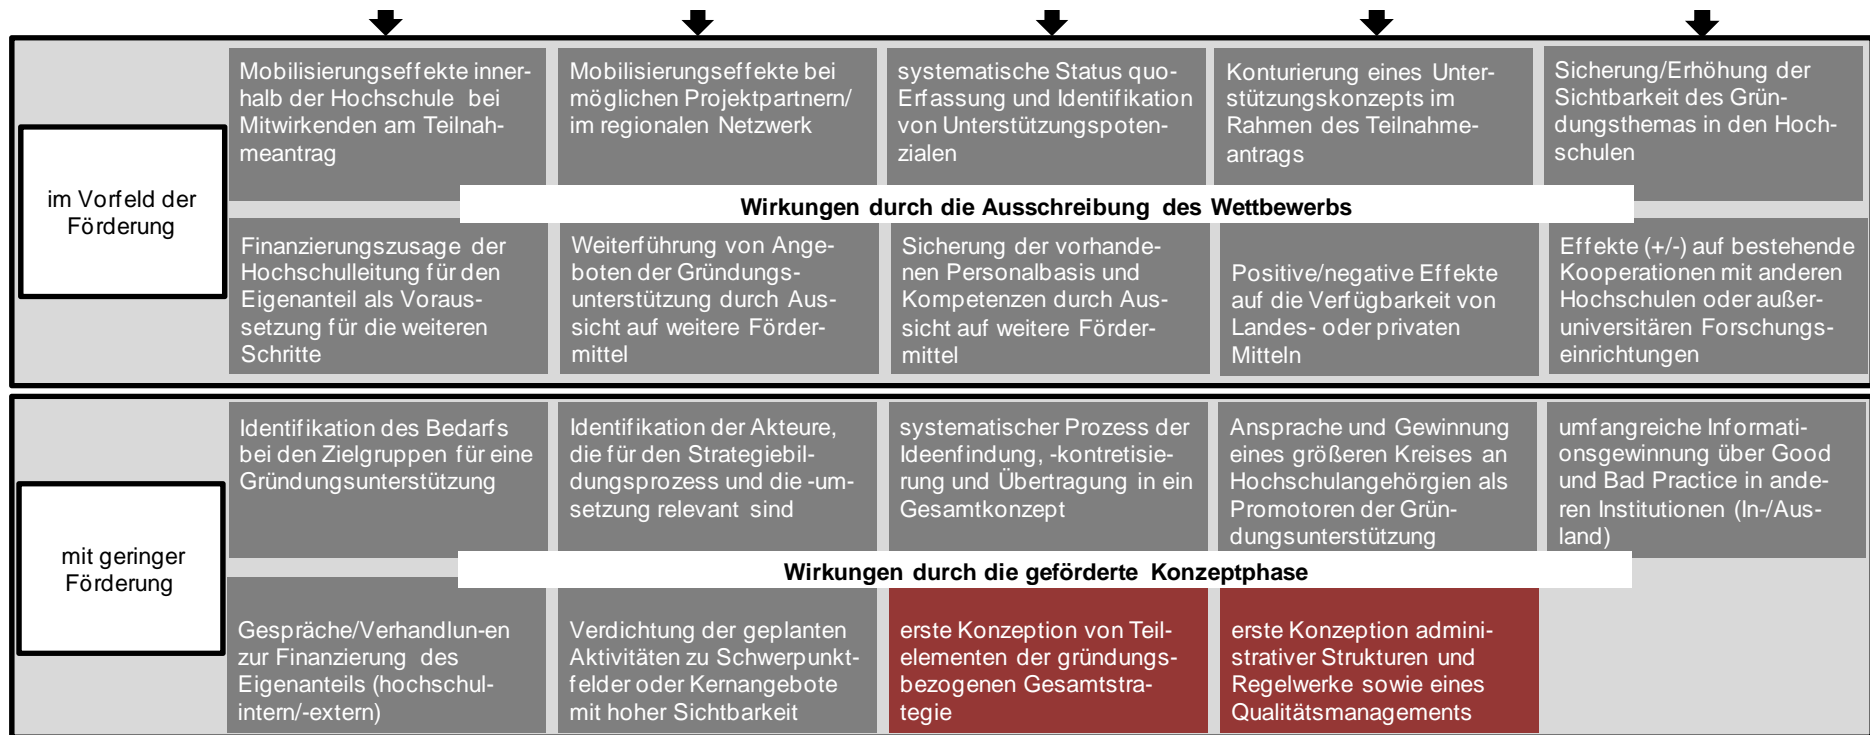 im Vorfeld der
Förderung
Mobilisierungseffekte inner-
halb der Hochschule bei
Mitwirkenden am Teilnah-
meantrag
Mobilisierungseffekte bei
möglichen Projektpartnern/
im regionalen Netzwerk
systematische Status quo-
Erfassung und Identifikation
von Unterstützungspoten-
zialen
Konturierung eines Unter-
stützungskonzepts im
Rahmen des Teilnahme-
antrags
Sicherung/Erhöhung der
Sichtbarkeit des Grün-
dungsthemas in den Hoch-
schulen
Wirkungen durch die Ausschreibung des Wettbewerbs
Finanzierungszusage der
Hochschulleitung für den
Eigenanteil als Voraus-
setzung für die weiteren
Schritte
Weiterführung von Ange-
boten der Gründungs-
unterstützung durch Aus-
sicht auf weitere Förder-
mittel
Sicherung der vorhande-
nen Personalbasis und
Kompetenzen durch Aus-
sicht auf weitere Förder-
mittel
Positive/negative Effekte
auf die Verfügbarkeit von
Landes- oder privaten
Mitteln
Effekte (+/-) auf bestehende
Kooperationen mit anderen
Hochschulen oder außer-
universitären Forschungs-
einrichtungen
mit geringer
Förderung
Identifikation des Bedarfs
bei den Zielgruppen für eine
Gründungsunterstützung
Identifikation der Akteure,
die für den Strategiebil-
dungsprozess und die -um-
setzung relevant sind
systematischer Prozess der
Ideenfindung, -kontretisie-
rung und Übertragung in ein
Gesamtkonzept
Ansprache und Gewinnung
eines größeren Kreises an
Hochschulangehörgien als
Promotoren der Grün-
dungsunterstützung
umfangreiche Informati-
onsgewinnung über Good
und Bad Practice in ande-
ren Institutionen (In-/Aus-
land)
Wirkungen durch die geförderte Konzeptphase
Gespräche/Verhandlun-en
zur Finanzierung des
Eigenanteils (hochschul-
intern/-extern)
Verdichtung der geplanten
Aktivitäten zu Schwerpunkt-
felder oder Kernangebote
mit hoher Sichtbarkeit
erste Konzeption von Teil-
elementen der gründungs-
bezogenen Gesamtstra-
tegie
erste Konzeption admini-
strativer Strukturen und
Regelwerke sowie eines
Qualitätsmanagements